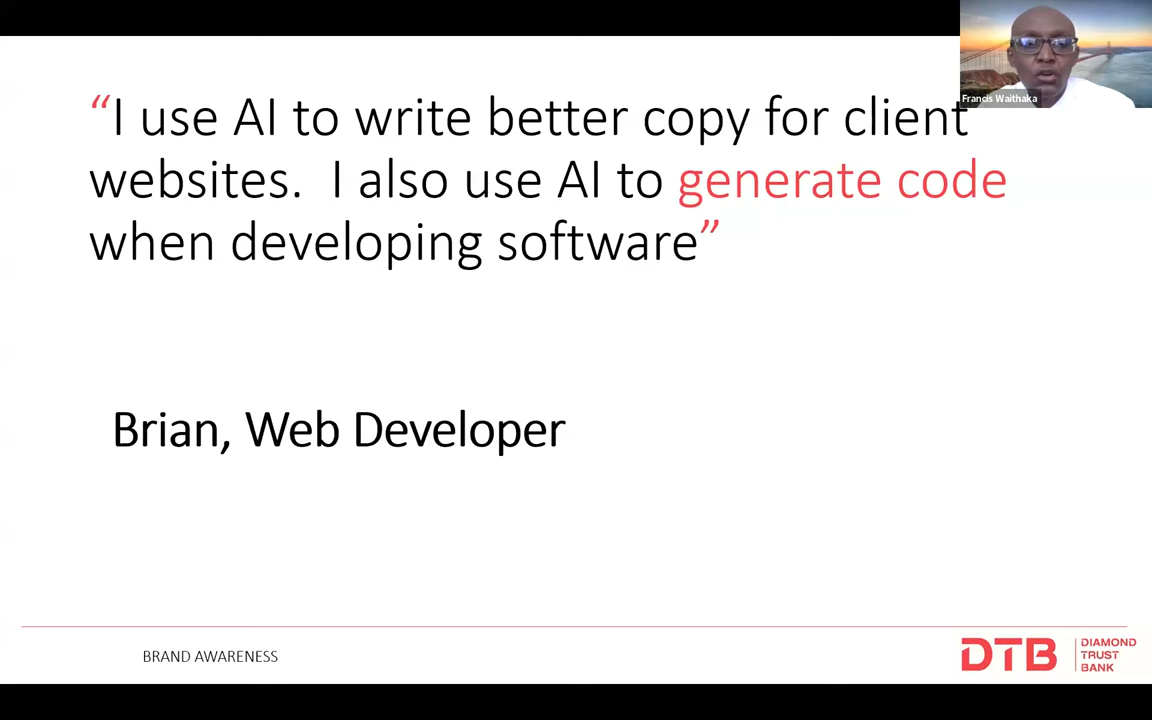 “I use AI to write better copy for client
websites.  I also use AI to generate code
when developing software”
Francis Waithaka
Brian, Web Developer
BRAND AWARENESS
DTB
DIAMOND
TRUST
BANK